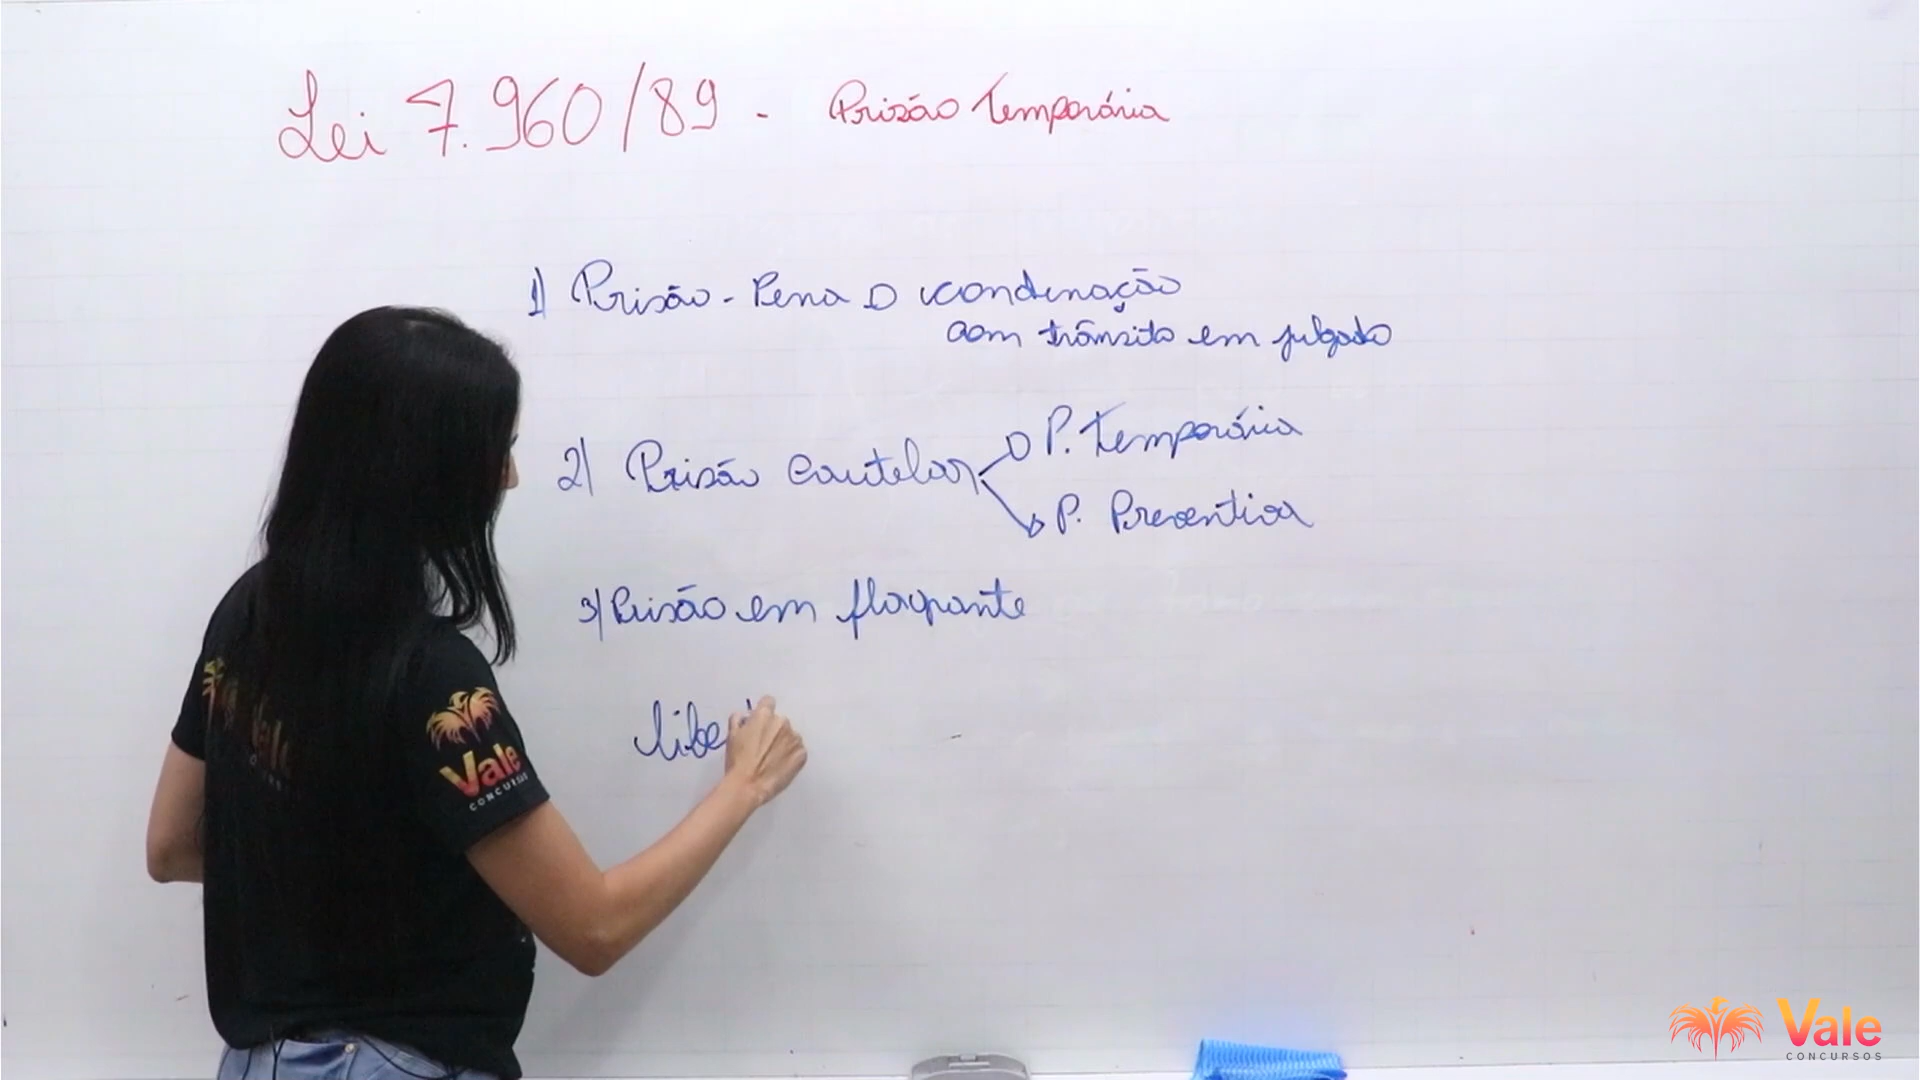 Lei 7.960/89 - Prisão Temporária
1) Prisão-Pena → condenação
com trânsito em julgado
2) Prisão Cautelar → P. Temporária
→ P. Preventiva
3) Prisão em flagrante
libert
Vale
CONCURSOS
Vale
CONCURSOS